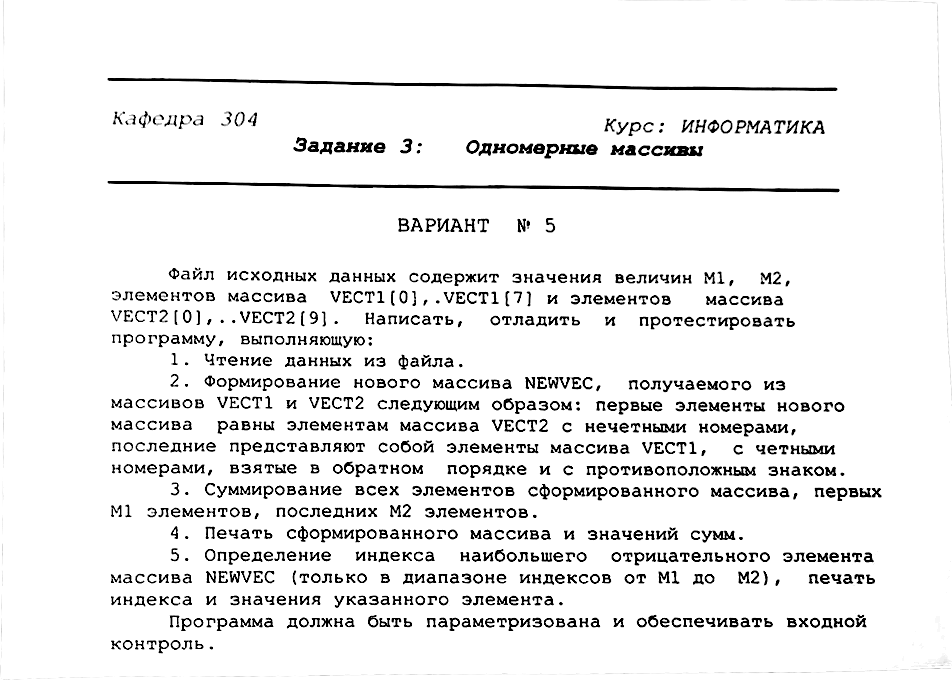 Кафедра 304
Курс: ИНФОРМАТИКА
Задание 3: Одномерные массивы
ВАРИАНТ № 5
Файл исходных данных содержит значения величин M1, M2,
элементов массива VECT1[0],.VECT1[7] и элементов массива
VECT2[0],..VECT2[9]. Написать, отладить и протестировать
программу, выполняющую:
1. Чтение данных из файла.
2. Формирование нового массива NEWVEC, получаемого из
массивов VECT1 и VECT2 следующим образом: первые элементы нового
массива равны элементам массива VECT2 с нечетными номерами,
последние представляют собой элементы массива VECT1, с четными
номерами, взятые в обратном порядке и с противоположным знаком.
3. Суммирование всех элементов сформированного массива, первых
M1 элементов, последних M2 элементов.
4. Печать сформированного массива и значений сумм.
5. Определение индекса наибольшего отрицательного элемента
массива NEWVEC (только в диапазоне индексов от M1 до M2), печать
индекса и значения указанного элемента.
Программа должна быть параметризована и обеспечивать входной
контроль.